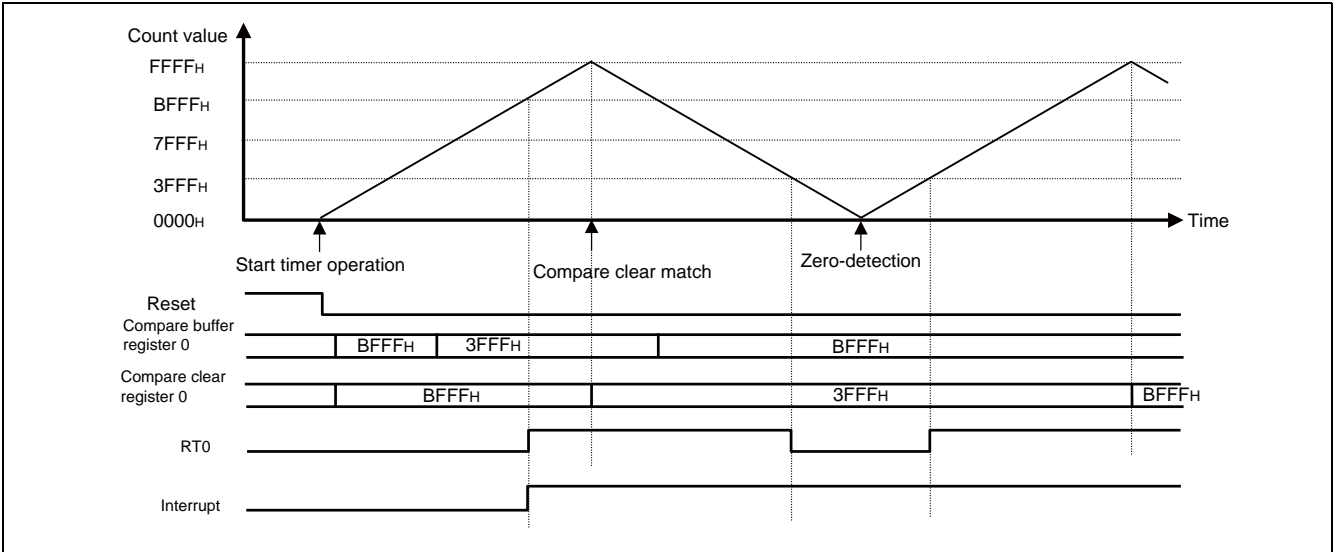 Count value
FFFFH
BFFFH
7FFFH
3FFFH
0000H
Time
Start timer operation
Compare clear match
Zero-detection
Reset
Compare buffer
register 0
BFFFH 3FFFH BFFFH
Compare clear
register 0
BFFFH 3FFFH BFFFH
RT0
Interrupt